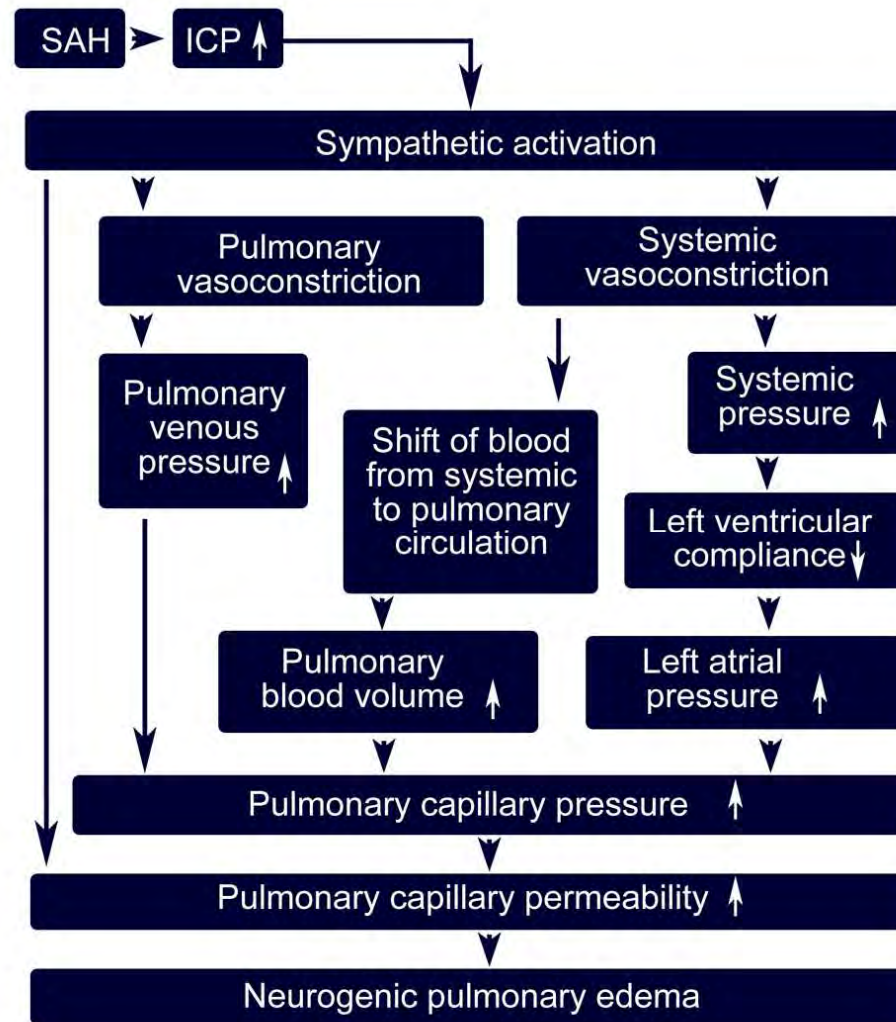 SAH
ICP
Sympathetic activation
Pulmonary
vasoconstriction
Systemic
vasoconstriction
Pulmonary
venous
pressure
Shift of blood
from systemic
to pulmonary
circulation
Systemic
pressure
Left ventricular
compliance
Pulmonary
blood volume
Left atrial
pressure
Pulmonary capillary pressure
Pulmonary capillary permeability
Neurogenic pulmonary edema